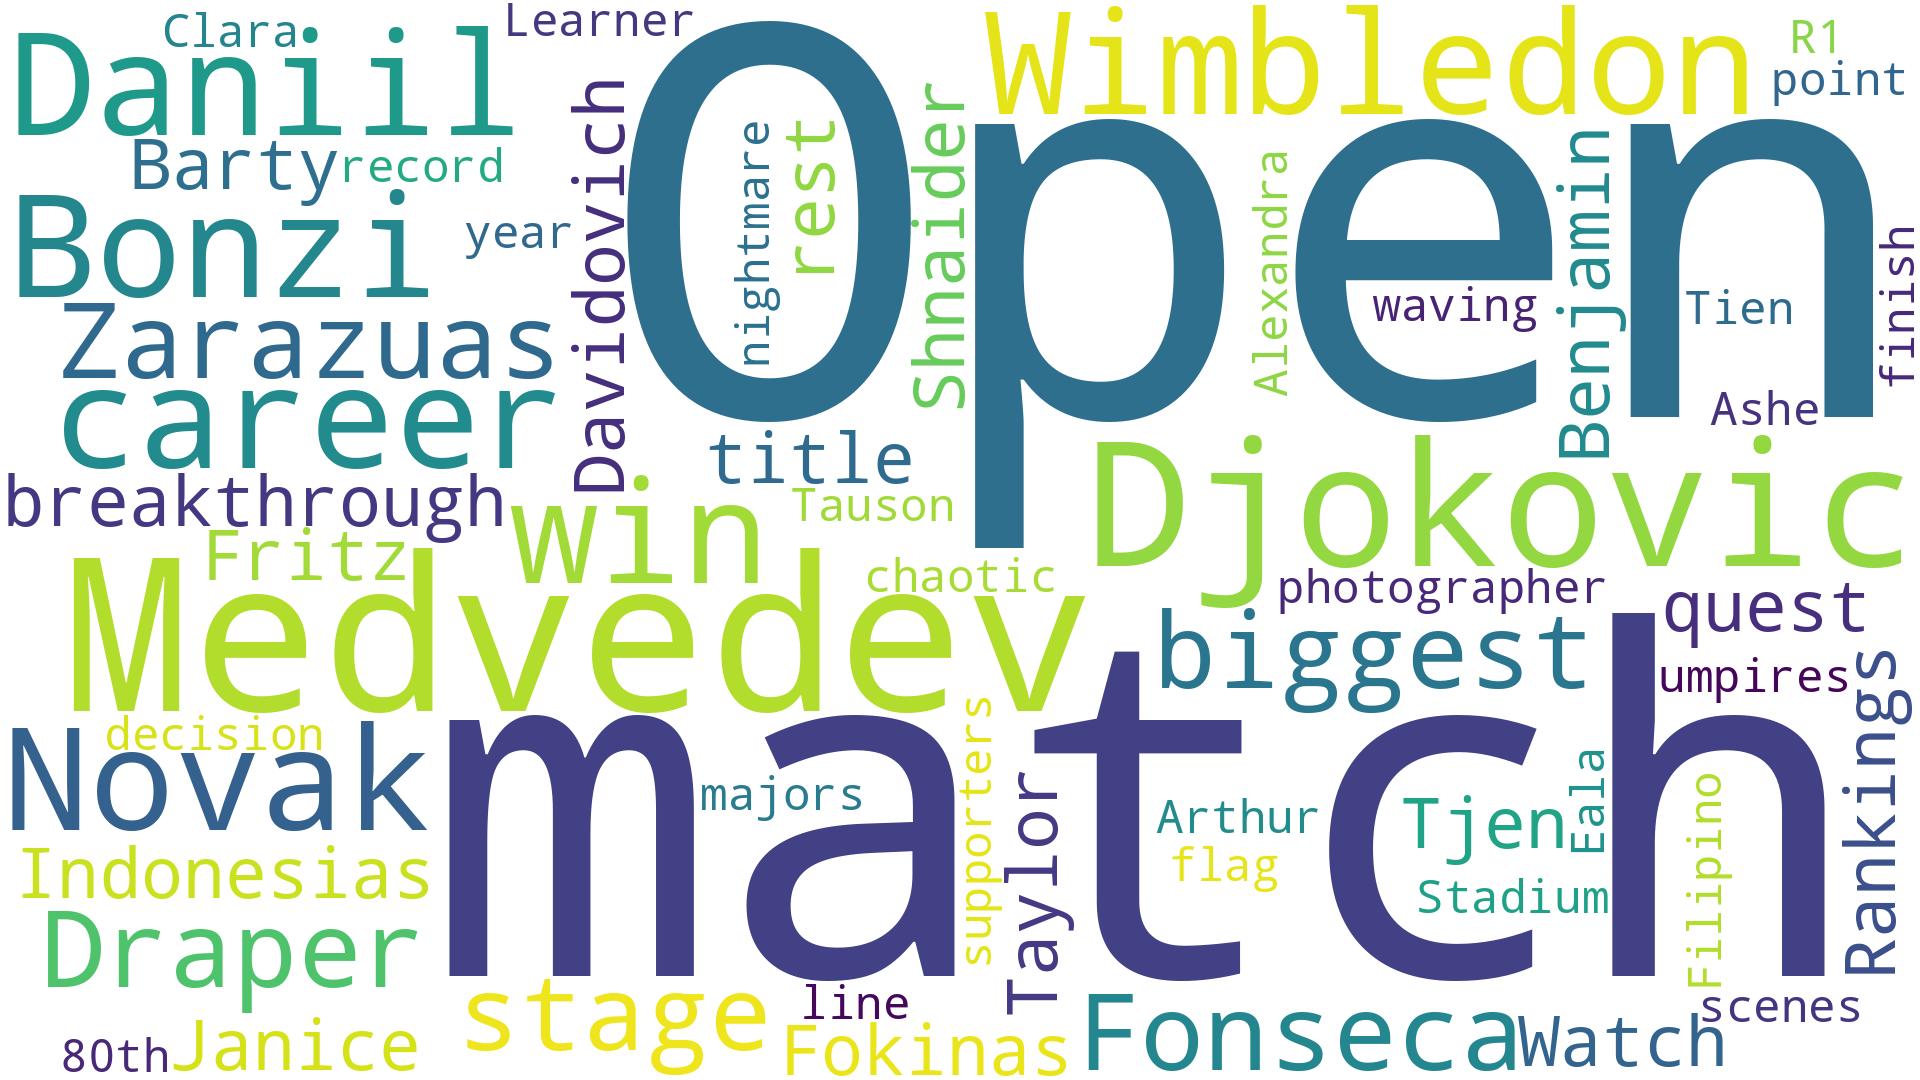 Clara
Learner
Daniil
Wimbledon
R1
point
Open
Barty
record
Davidovich
nightmare
rest
Shnaider
Alexandra
Benjamin
Bonzi
year
waving
Tien
finish
Zarazuas
career
Ashe
title
Djokovic
breakthrough
win
Tauson
Fritz
Medvedev
chaotic
photographer
quest
biggest
umpires
decision
Novak
match
majors
supporters
Taylor
Arthur
flag
Tjen
Eala
Stadium
Filipino
Rankings
Indonesias
Draper
stage
line
Fonseca
Watch
scenes
80th
Janice
Fokinas